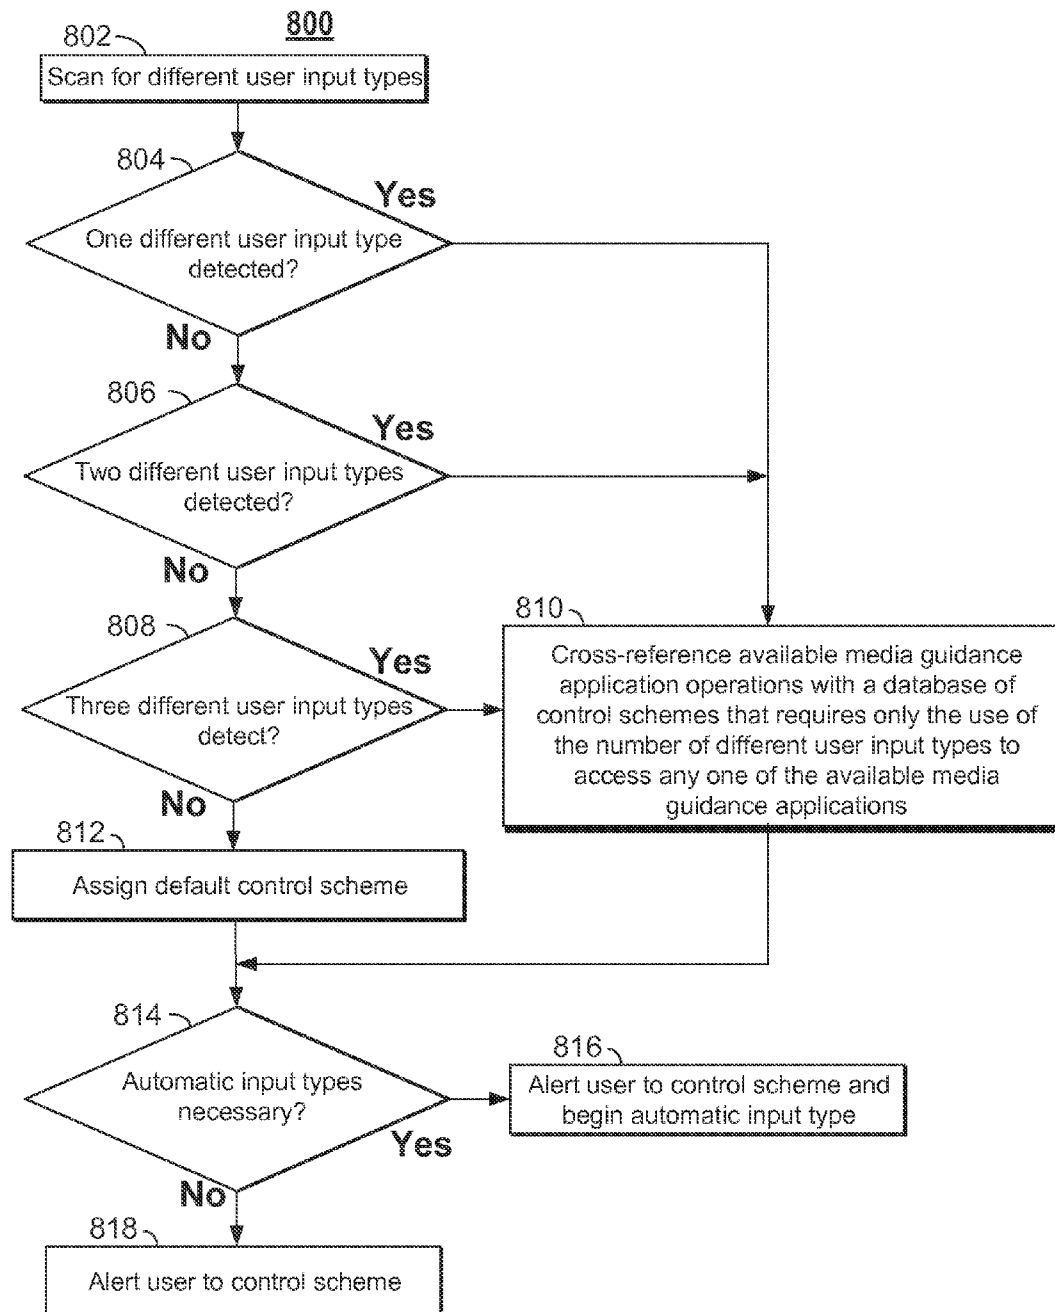 800
802
Scan for different user input types
804
Yes
One different user input type
detected?
No
806
Yes
Two different user input types
detected?
No
808
Yes
Three different user input types
detect?
No
810
Cross-reference available media guidance
application operations with a database of
control schemes that requires only the use of
the number of different user input types to
access any one of the available media
guidance applications
812
Assign default control scheme
814
Automatic input types
necessary?
Yes
No
816
Alert user to control scheme and
begin automatic input type
818
Alert user to control scheme